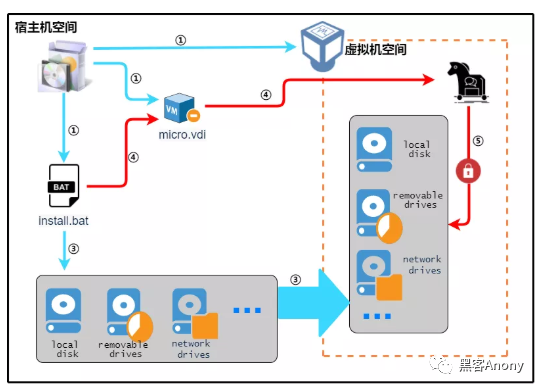 宿主机空间
①
虚拟机空间
①
④
VM
micro.vdi
①
④
⑤
BAT
install.bat
local
disk
removable
drives
network
drives
③
③
local
disk
removable
drives
network
drives
黑客Anony